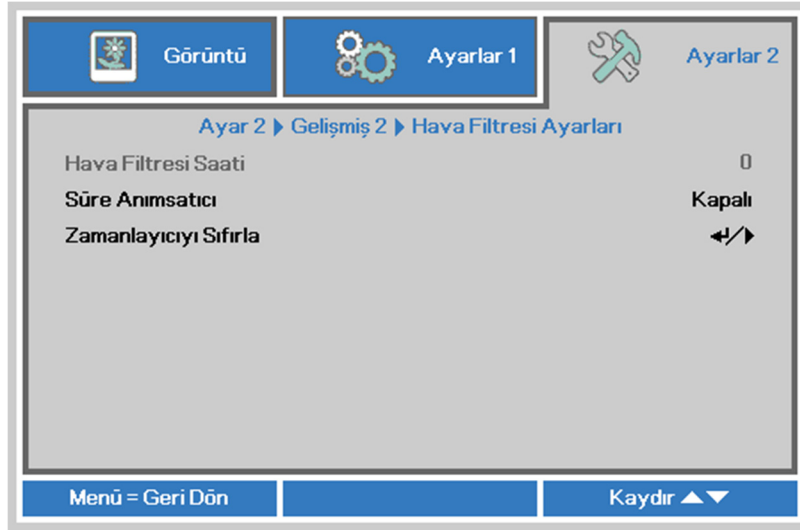 Görüntü
Ayarlar 1
Ayarlar 2
Ayar 2 Gelişmiş 2 Hava Filtresi Ayarları
Hava Filtresi Saati 0
Süre Anımsatıcı Kapalı
Zamanlayıcıyı Sıfırla ↵/▶
Menü = Geri Dön
Kaydır ▲▼